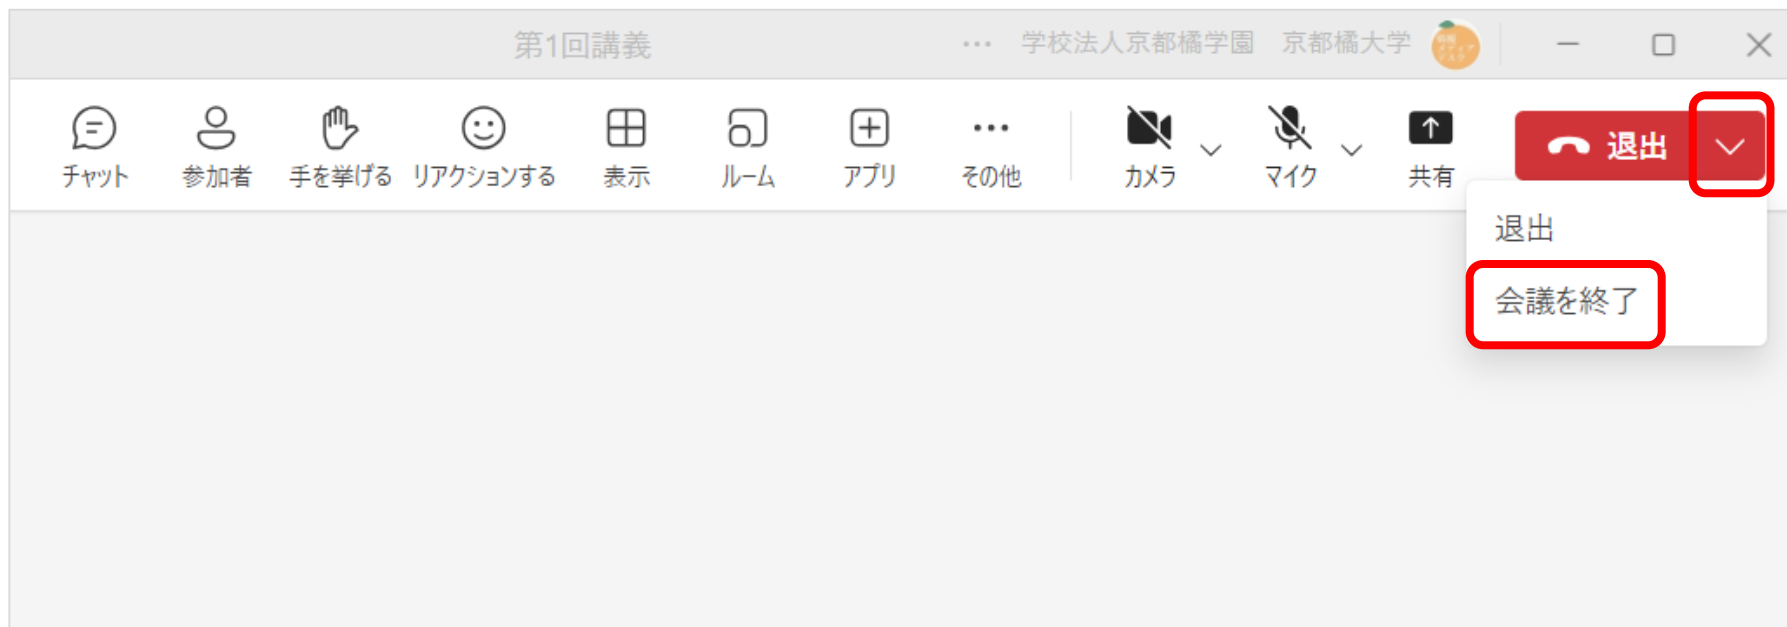 第1回講義
… 学校法人京都橘学園 京都橘大学
チャット 参加者 手を挙げる リアクションする 表示 ルーム アプリ その他 カメラ マイク 共有 退出
退出
会議を終了